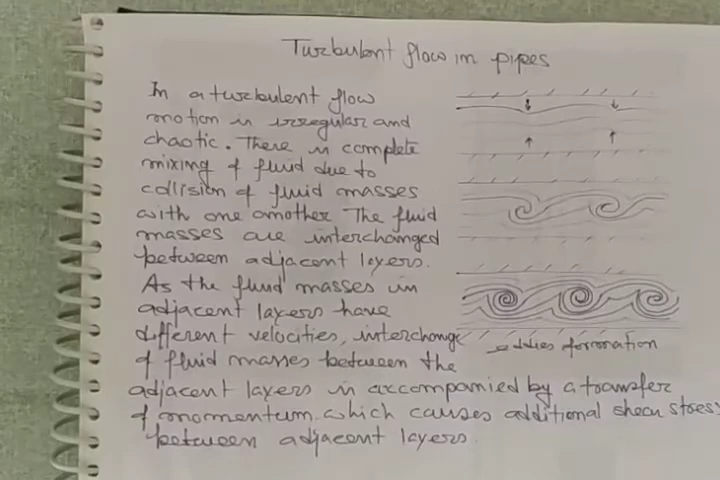 Turbulent flow in pipes
In a turbulent flow
motion is irregular and
chaotic. There is complete
mixing of fluid due to
collision of fluid masses
with one another The fluid
masses are interchanged
between adjacent layers.
As the fluid masses in
adjacent layers have
different velocities, interchange
of fluid masses between the
adjacent layers is accompanied by a transfer
of momentum which causes additional shear stress
between adjacent layers.
eddies formation